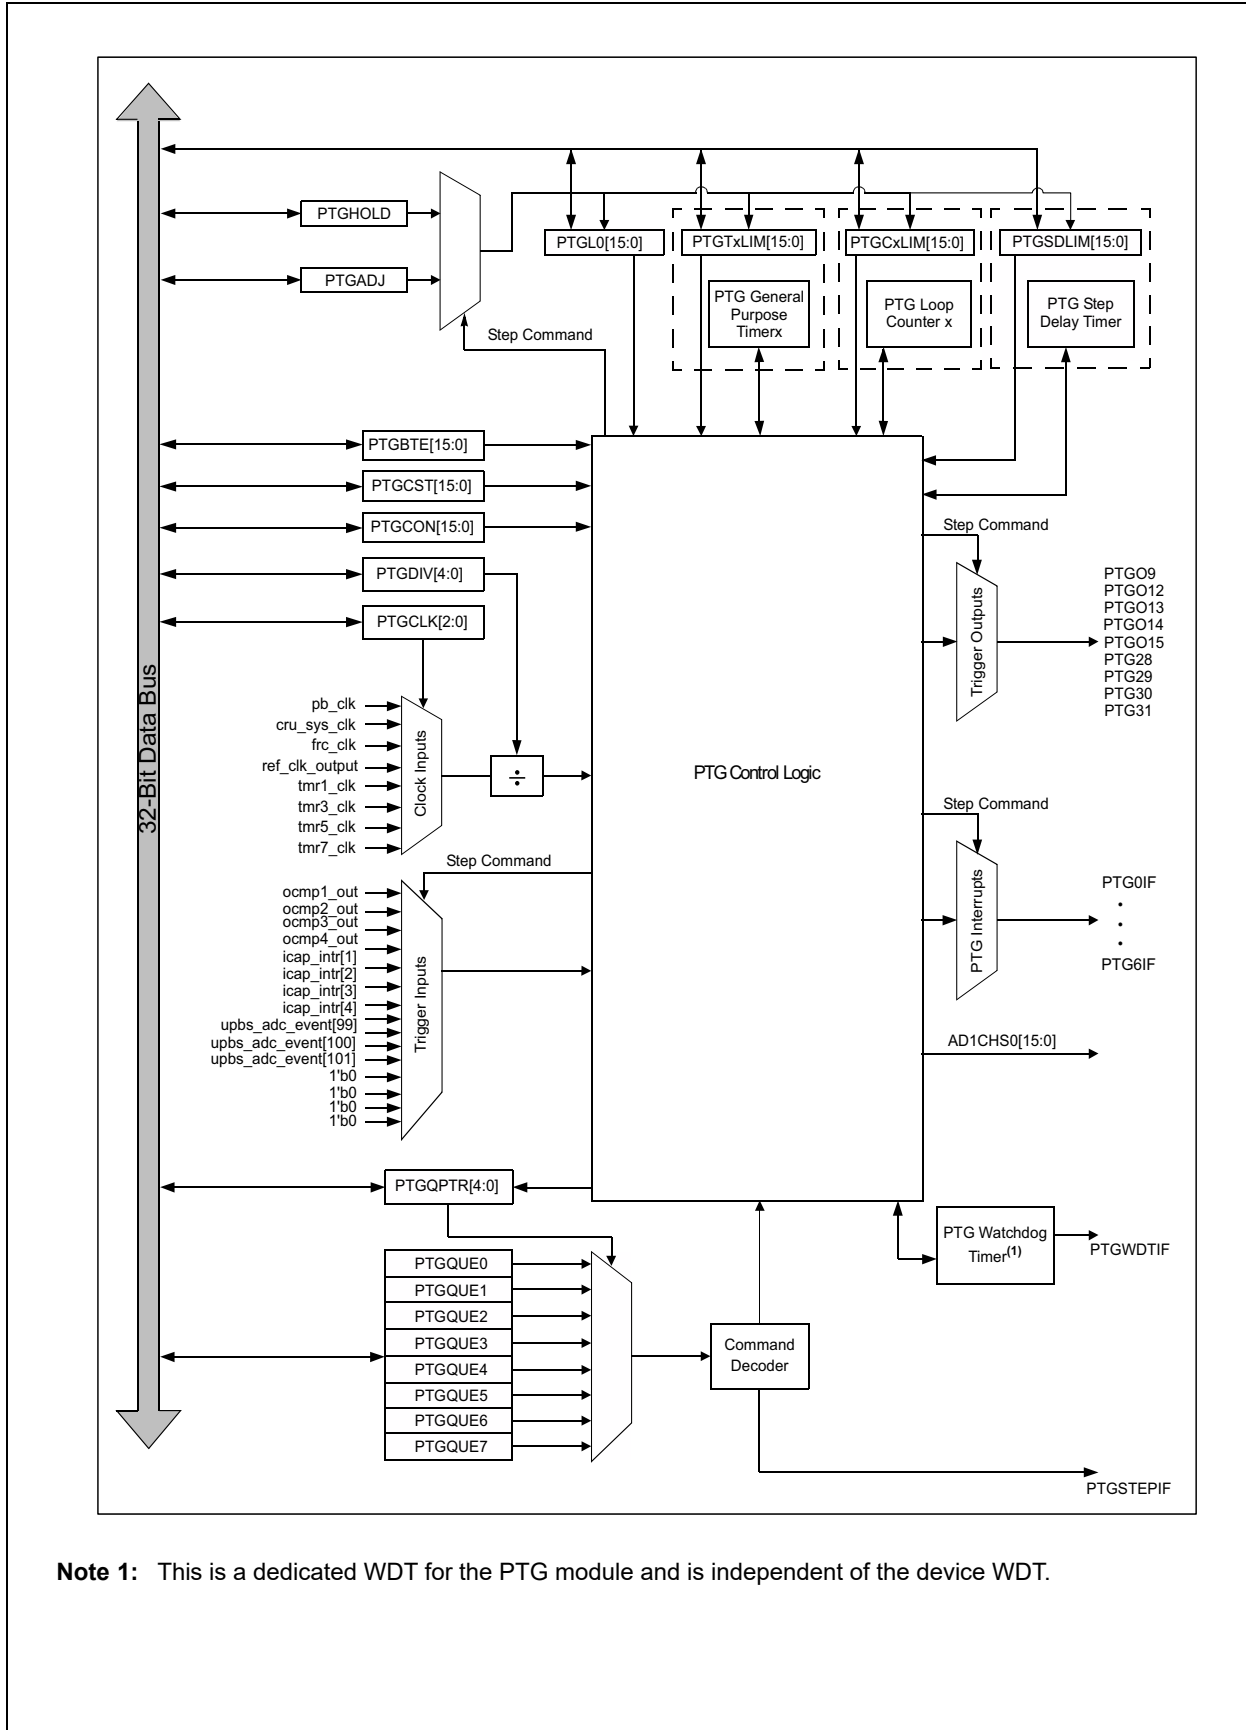 PTGHOLD
PTGADJ
Step Command
PTGL0[15:0]
PTGTxLIM[15:0]
PTGCxLIM[15:0]
PTGSDLIM[15:0]
PTG General
Purpose
Timerx
PTG Loop
Counter x
PTG Step
Delay Timer
32-Bit Data Bus
PTGBTE[15:0]
PTGCST[15:0]
PTGCON[15:0]
PTGDIV[4:0]
PTGCLK[2:0]
pb_clk
cru_sys_clk
frc_clk
ref_clk_output
tmr1_clk
tmr3_clk
tmr5_clk
tmr7_clk
Clock Inputs
÷
Step Command
ocmp1_out
ocmp2_out
ocmp3_out
ocmp4_out
icap_intr[1]
icap_intr[2]
icap_intr[3]
icap_intr[4]
upbs_adc_event[99]
upbs_adc_event[100]
upbs_adc_event[101]
1'b0
1'b0
1'b0
1'b0
Trigger Inputs
PTG Control Logic
Step Command
Trigger Outputs
PTGO9
PTGO12
PTGO13
PTGO14
PTGO15
PTG28
PTG29
PTG30
PTG31
Step Command
PTG Interrupts
PTG0IF
PTG6IF
AD1CHS0[15:0]
PTGQPTR[4:0]
PTG Watchdog
Timer(1)
PTGWDTIF
PTGQUE0
PTGQUE1
PTGQUE2
PTGQUE3
PTGQUE4
PTGQUE5
PTGQUE6
PTGQUE7
Command
Decoder
PTGSTEPIF
Note 1: This is a dedicated WDT for the PTG module and is independent of the device WDT.